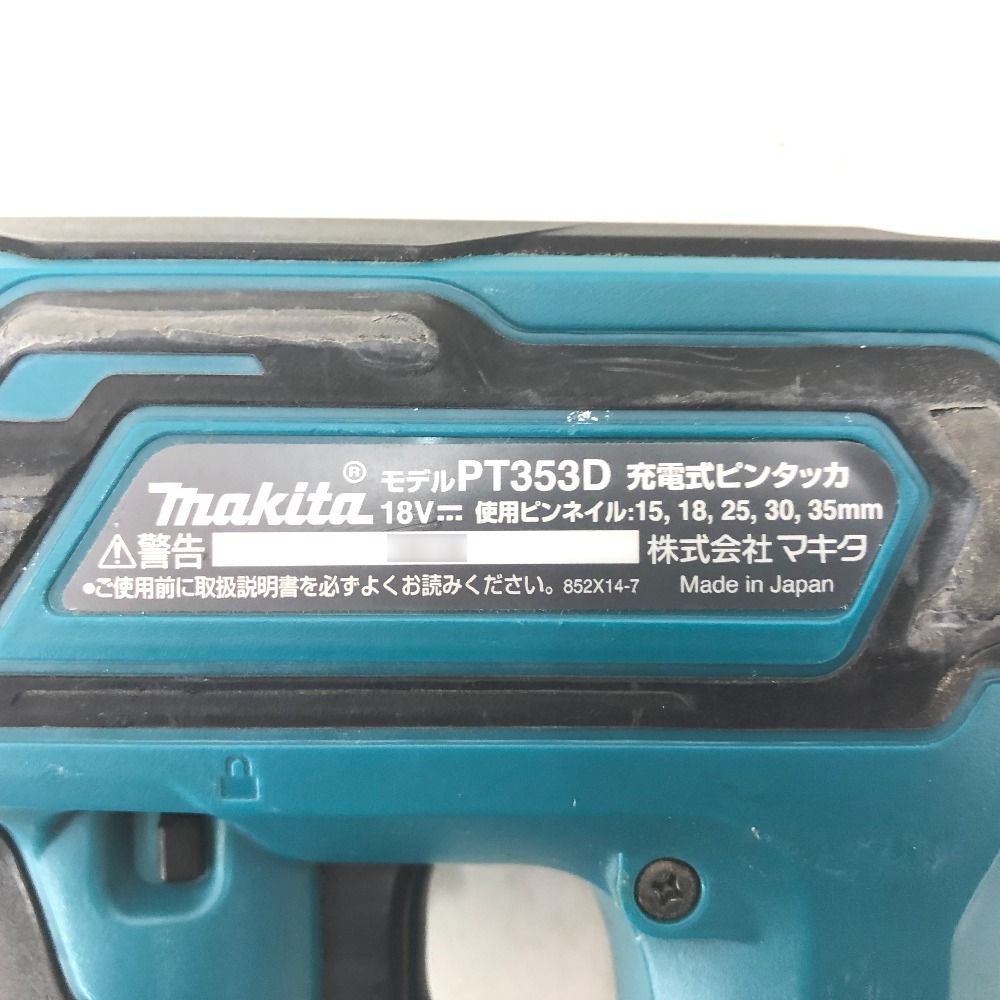 makita® モデルPT353D 充電式ピンタッカ
18V⎓ 使用ピンネイル:15, 18, 25, 30, 35mm
⚠警告 株式会社 マキタ
●ご使用前に取扱説明書を必ずよくお読みください。 852X14-7 Made in Japan